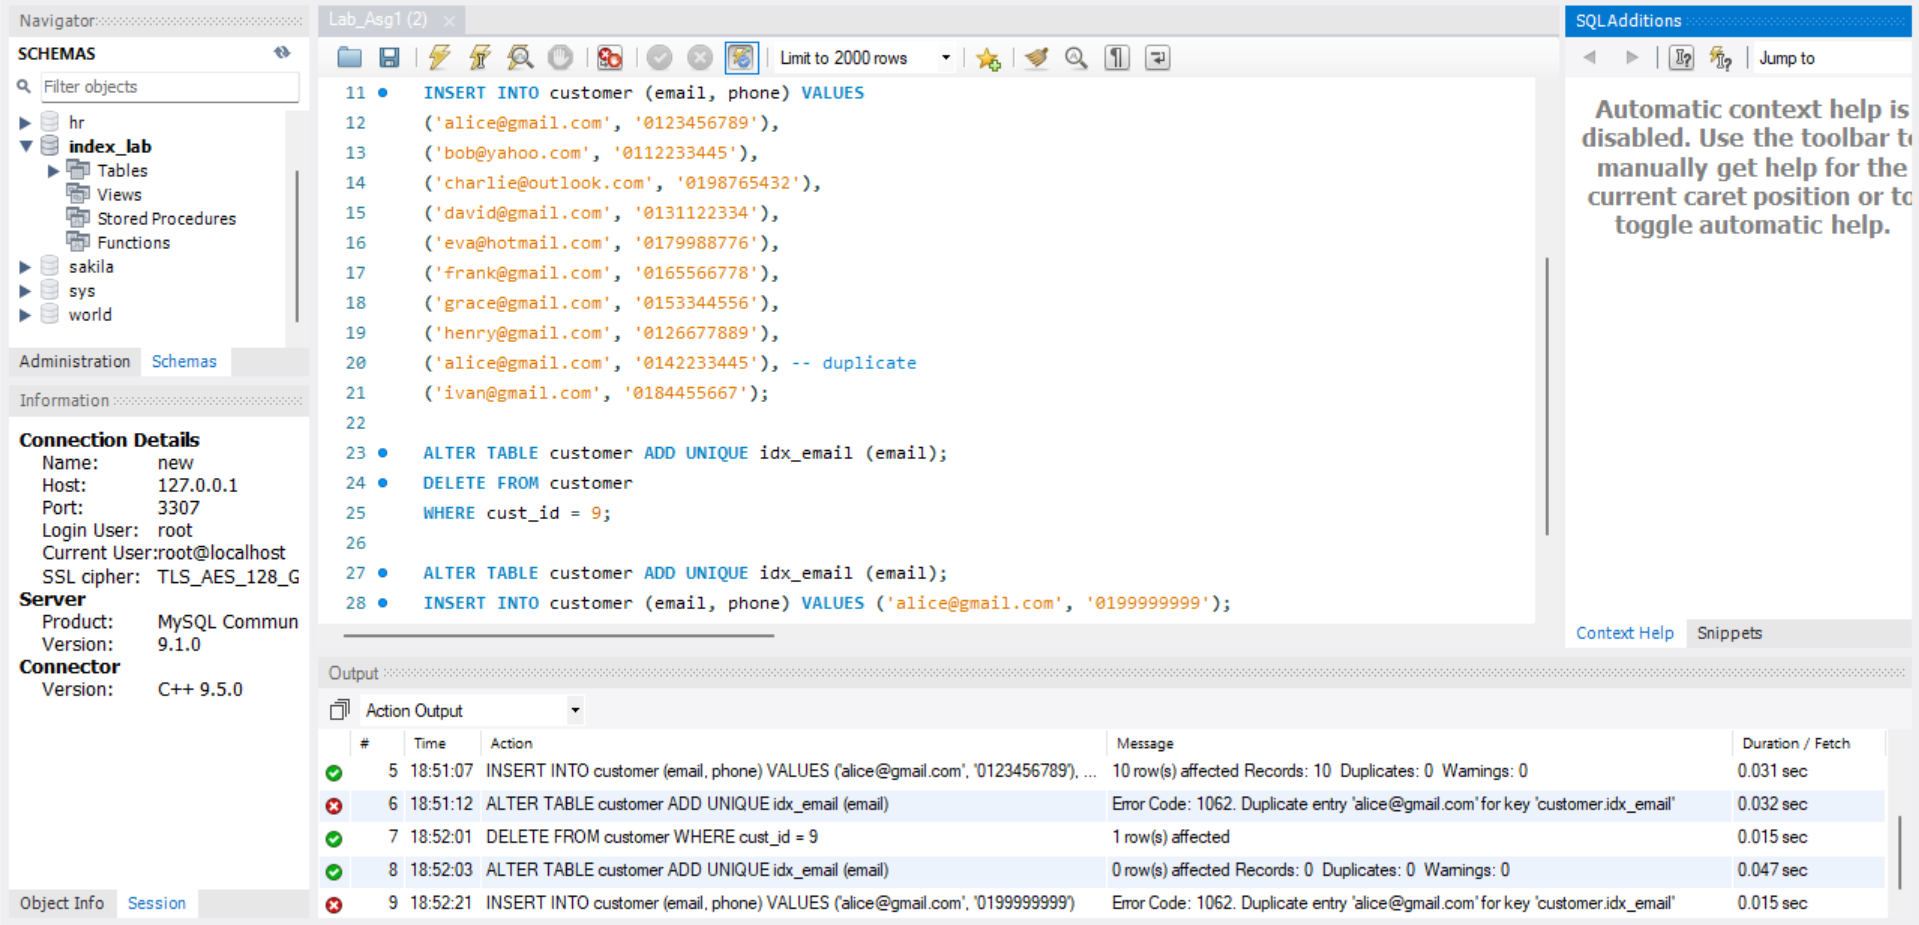 Navigator
SCHEMAS
Filter objects
hr
index_lab
Tables
Views
Stored Procedures
Functions
sakila
sys
world
Administration Schemas
Information
Connection Details
Name: new
Host: 127.0.0.1
Port: 3307
Login User: root
Current User:root@localhost
SSL cipher: TLS_AES_128_G
Server
Product: MySQL Commun
Version: 9.1.0
Connector
Version: C++ 9.5.0
Object Info Session
Lab_Asg1 (2)
Limit to 2000 rows
11 INSERT INTO customer (email, phone) VALUES
12 ('alice@gmail.com', '0123456789'),
13 ('bob@yahoo.com', '0112233445'),
14 ('charlie@outlook.com', '0198765432'),
15 ('david@gmail.com', '0131122334'),
16 ('eva@hotmail.com', '0179988776'),
17 ('frank@gmail.com', '0165566778'),
18 ('grace@gmail.com', '0153344556'),
19 ('henry@gmail.com', '0126677889'),
20 ('alice@gmail.com', '0142233445'), -- duplicate
21 ('ivan@gmail.com', '0184455667');
22
23 ALTER TABLE customer ADD UNIQUE idx_email (email);
24 DELETE FROM customer
25 WHERE cust_id = 9;
26
27 ALTER TABLE customer ADD UNIQUE idx_email (email);
28 INSERT INTO customer (email, phone) VALUES ('alice@gmail.com', '0199999999');
SQLAdditions
Jump to
Automatic context help is
disabled. Use the toolbar to
manually get help for the
current caret position or to
toggle automatic help.
Context Help Snippets
Output
Action Output
# Time Action Message Duration / Fetch
5 18:51:07 INSERT INTO customer (email, phone) VALUES ('alice@gmail.com', '0123456789'), ... 10 row(s) affected Records: 10 Duplicates: 0 Warnings: 0 0.031 sec
6 18:51:12 ALTER TABLE customer ADD UNIQUE idx_email (email) Error Code: 1062. Duplicate entry 'alice@gmail.com' for key 'customer.idx_email' 0.032 sec
7 18:52:01 DELETE FROM customer WHERE cust_id = 9 1 row(s) affected 0.015 sec
8 18:52:03 ALTER TABLE customer ADD UNIQUE idx_email (email) 0 row(s) affected Records: 0 Duplicates: 0 Warnings: 0 0.047 sec
9 18:52:21 INSERT INTO customer (email, phone) VALUES ('alice@gmail.com', '0199999999') Error Code: 1062. Duplicate entry 'alice@gmail.com' for key 'customer.idx_email' 0.015 sec